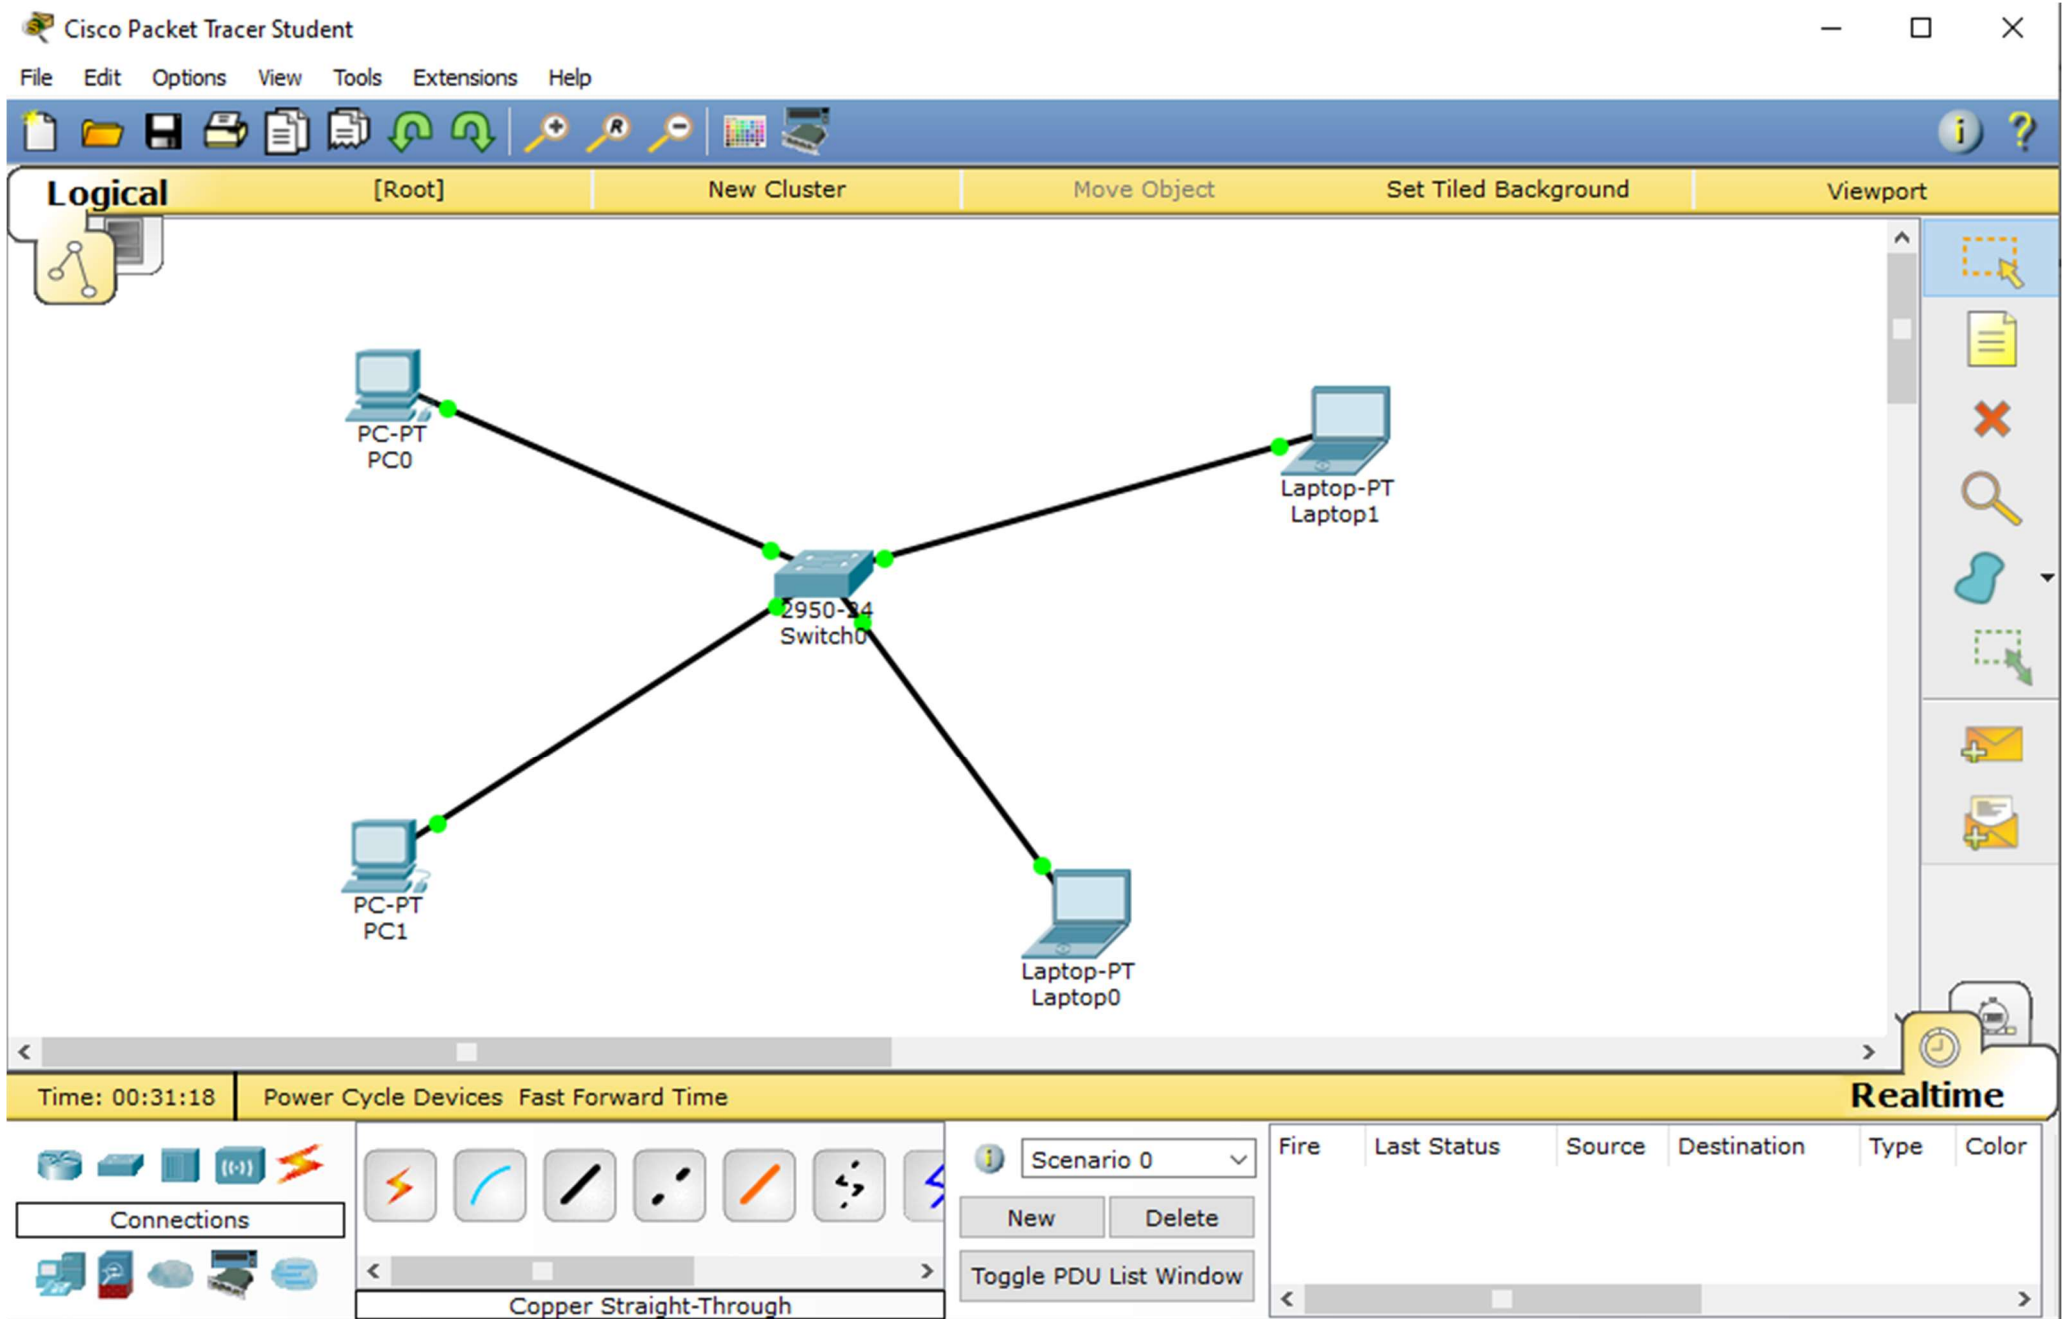 Cisco Packet Tracer Student
File Edit Options View Tools Extensions Help
Logical [Root] New Cluster Move Object Set Tiled Background Viewport
PC-PT
PC0
Laptop-PT
Laptop1
2950-24
Switch0
PC-PT
PC1
Laptop-PT
Laptop0
Time: 00:31:18 Power Cycle Devices Fast Forward Time Realtime
Connections
Copper Straight-Through
Scenario 0
New Delete
Toggle PDU List Window
Fire Last Status Source Destination Type Color